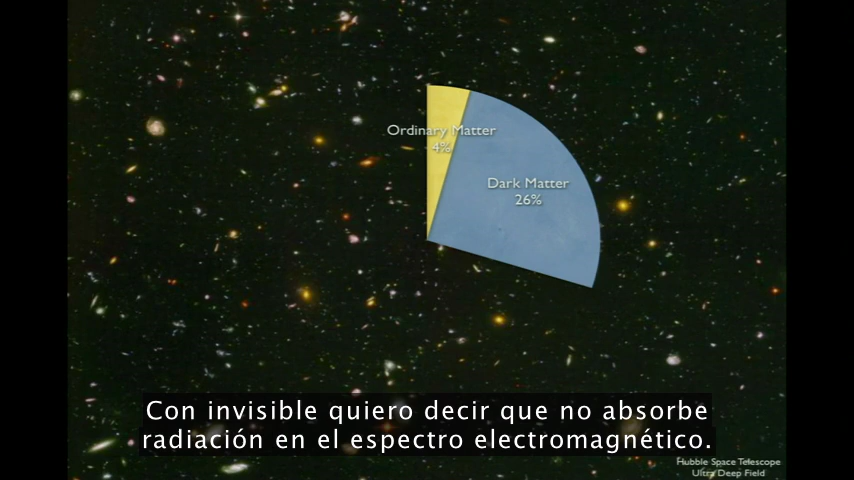 Ordinary Matter
4%
Dark Matter
26%
Con invisible quiero decir que no absorbe
radiación en el espectro electromagnético.
Hubble Space Telescope
Ultra Deep Field